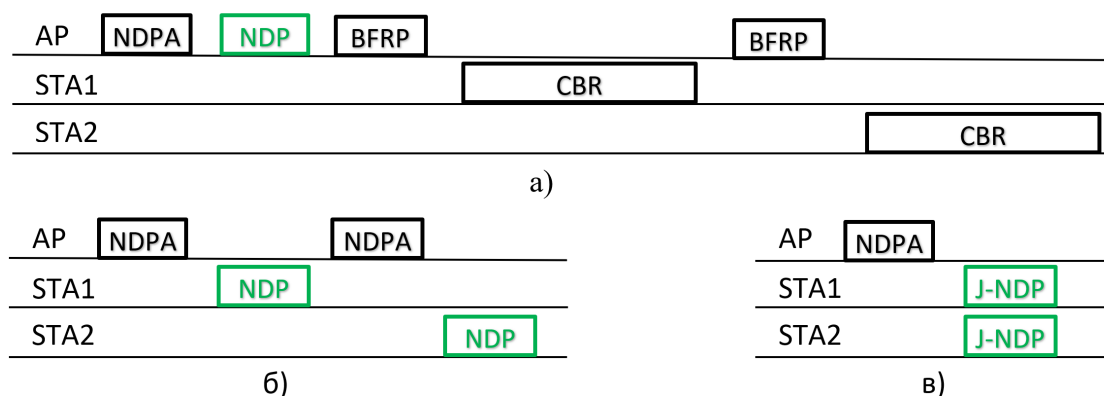 AP NDPA NDP BFRP BFRP
STA1 CBR
STA2 CBR
а)
AP NDPA NDPA
STA1 NDP
STA2 NDP
б)
AP NDPA
STA1 J-NDP
STA2 J-NDP
в)